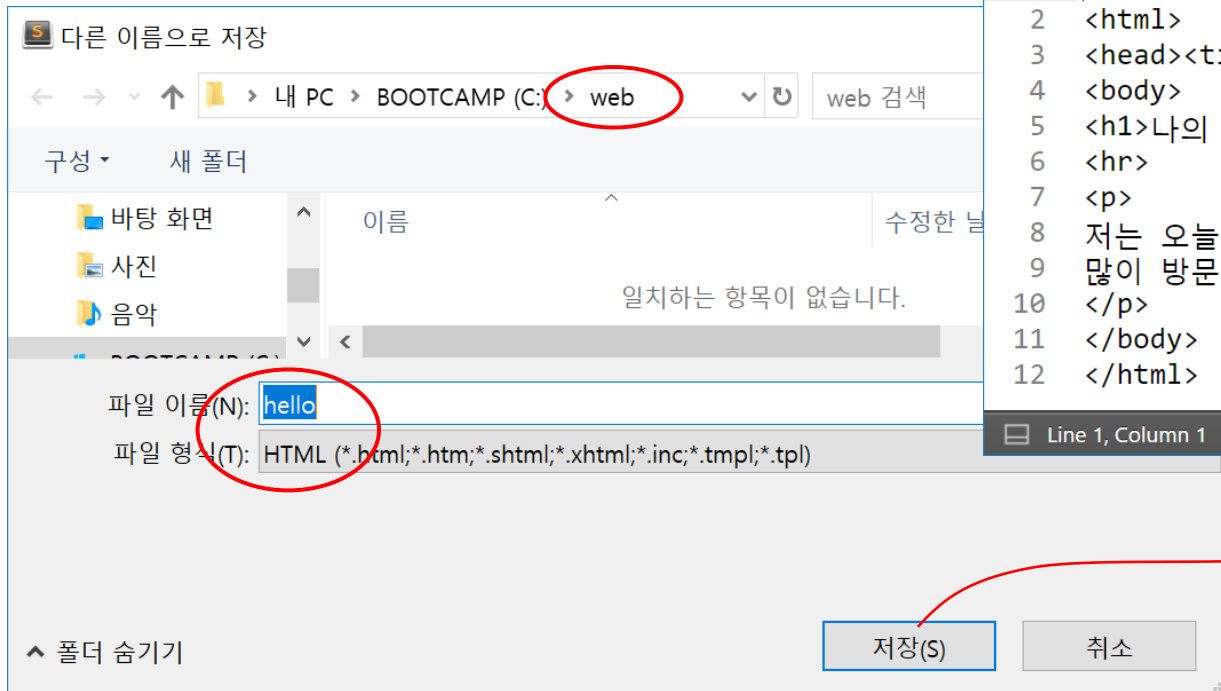 다른 이름으로 저장
내 PC > BOOTCAMP (C:) > web
web 검색
구성
새 폴더
바탕 화면
사진
음악
이름
수정한 날
일치하는 항목이 없습니다.
파일 이름(N): hello
파일 형식(T): HTML (*.html;*.htm;*.shtml;*.xhtml;*.inc;*.tmpl;*.tpl)
폴더 숨기기
저장(S)
취소
2 <html>
3 <head><ti
4 <body>
5 <h1>나의
6 <hr>
7 <p>
8 저는 오늘
9 많이 방문
10 </p>
11 </body>
12 </html>
Line 1, Column 1